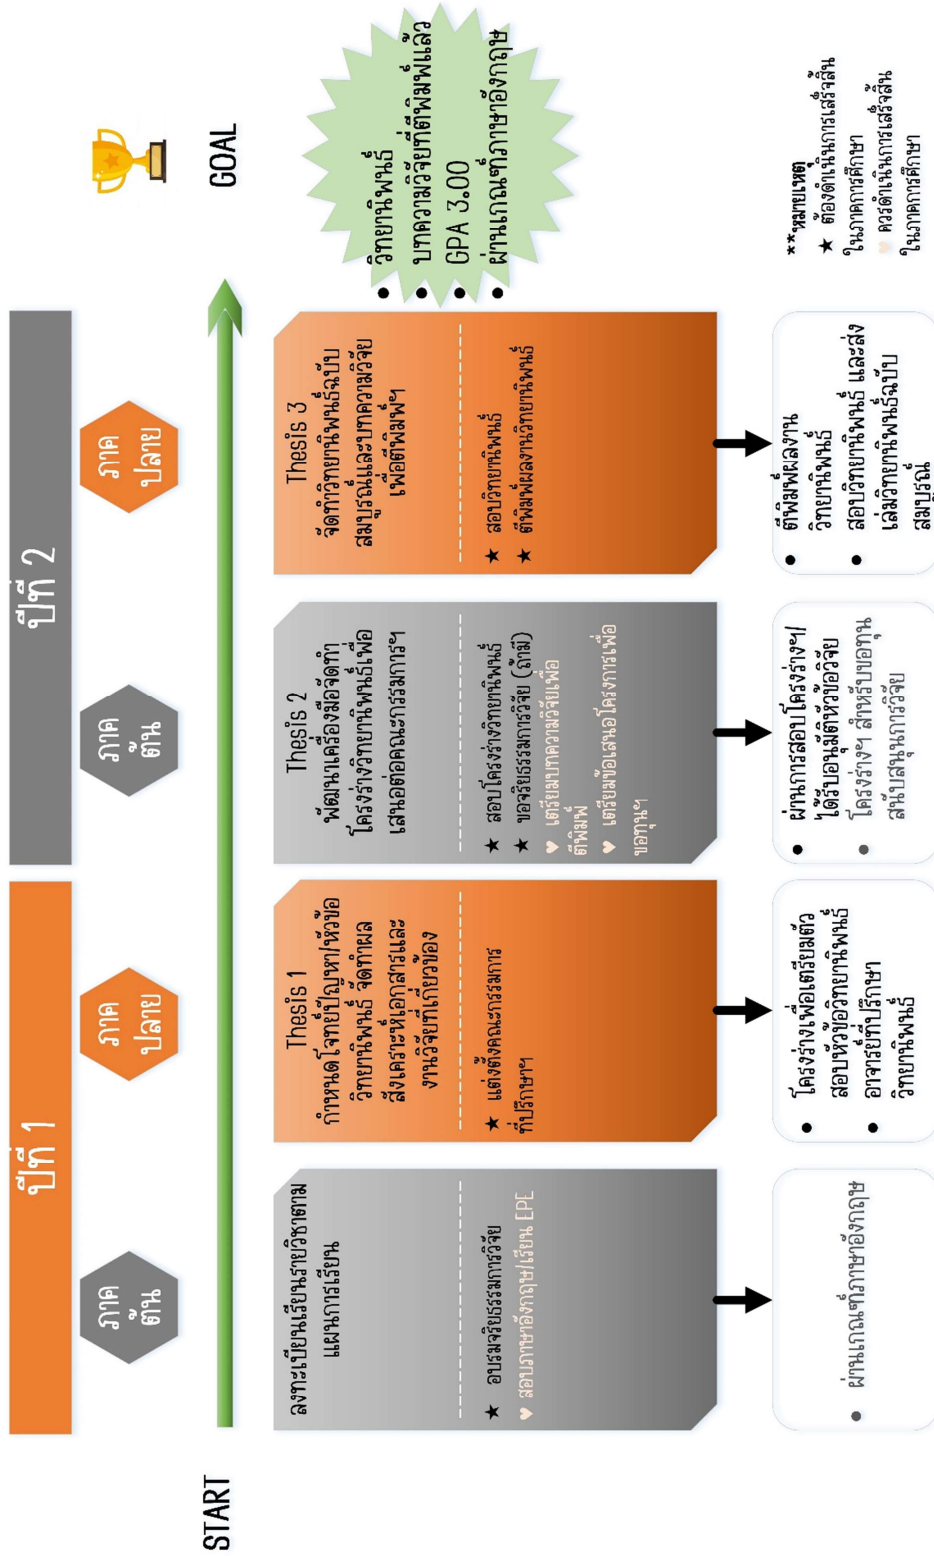 ปีที่ 1
ปีที่ 2
ภาค
ต้น
ภาค
ปลาย
ภาค
ต้น
ภาค
ปลาย
START
GOAL
ลงทะเบียนเรียนรายวิชาตาม
แผนการเรียน
★ อบรมจริยธรรมการวิจัย
♥ สอบภาษาอังกฤษ/เรียน EPE
• ผ่านเกณฑ์ภาษาอังกฤษ
Thesis 1
กำหนดโจทย์ปัญหา/หัวข้อ
วิทยานิพนธ์ จัดทำผล
สังเคราะห์เอกสารและ
งานวิจัยที่เกี่ยวข้อง
★ แต่งตั้งคณะกรรมการ
ที่ปรึกษาฯ
• โครงร่างเพื่อเตรียมตัว
สอบหัวข้อวิทยานิพนธ์
• อาจารย์ที่ปรึกษา
วิทยานิพนธ์
Thesis 2
พัฒนาเครื่องมือจัดทำ
โครงร่างวิทยานิพนธ์เพื่อ
เสนอต่อคณะกรรมการฯ
★ สอบโครงร่างวิทยานิพนธ์
★ ขอจริยธรรมการวิจัย (ถ้ามี)
♥ เตรียมบทความวิจัยเพื่อ
ตีพิมพ์
♥ เตรียมข้อเสนอโครงการเพื่อ
ขอทุนฯ
• ผ่านการสอบโครงร่างฯ/
ได้รับอนุมัติหัวข้อวิจัย
• โครงร่างฯ สำหรับขอทุน
สนับสนุนการวิจัย
Thesis 3
จัดทำวิทยานิพนธ์ฉบับ
สมบูรณ์และบทความวิจัย
เพื่อตีพิมพ์ฯ
★ สอบวิทยานิพนธ์
★ ตีพิมพ์ผลงานวิทยานิพนธ์
• ตีพิมพ์ผลงาน
วิทยานิพนธ์
• สอบวิทยานิพนธ์ และส่ง
เล่มวิทยานิพนธ์ฉบับ
สมบูรณ์
• วิทยานิพนธ์
• บทความวิจัยที่ตีพิมพ์แล้ว
• GPA 3.00
• ผ่านเกณฑ์ภาษาอังกฤษ
**หมายเหตุ
★ ต้องดำเนินการเสร็จสิ้น
ในภาคการศึกษา
♥ ควรดำเนินการเสร็จสิ้น
ในภาคการศึกษา